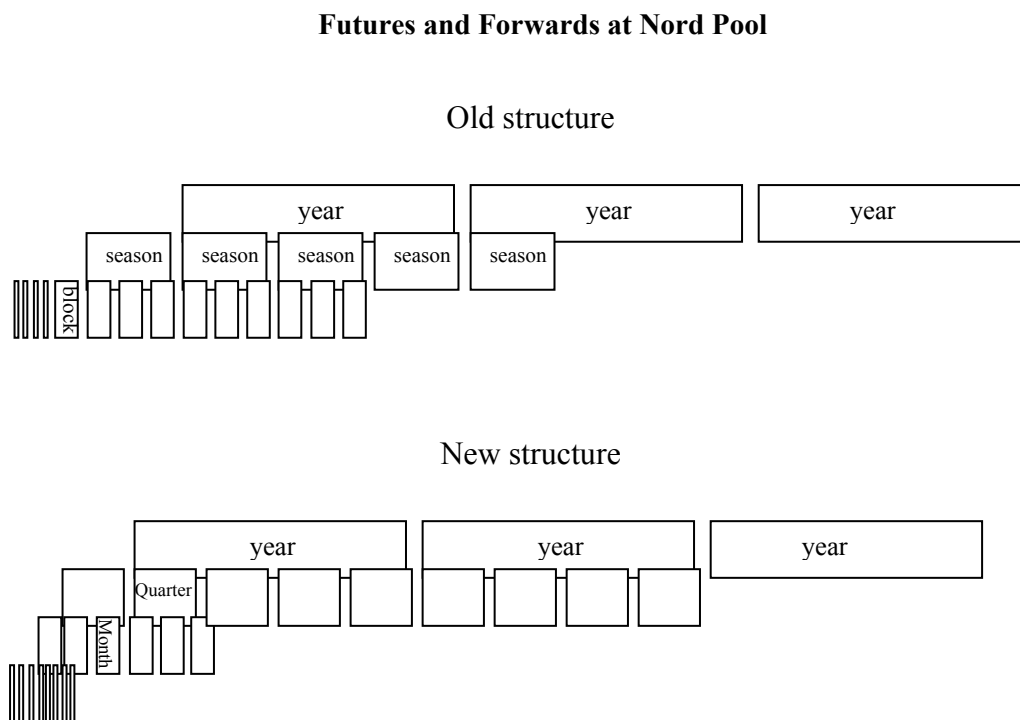 Futures and Forwards at Nord Pool
Old structure
year year year
season season season season season
block
New structure
year year year
Quarter
Month